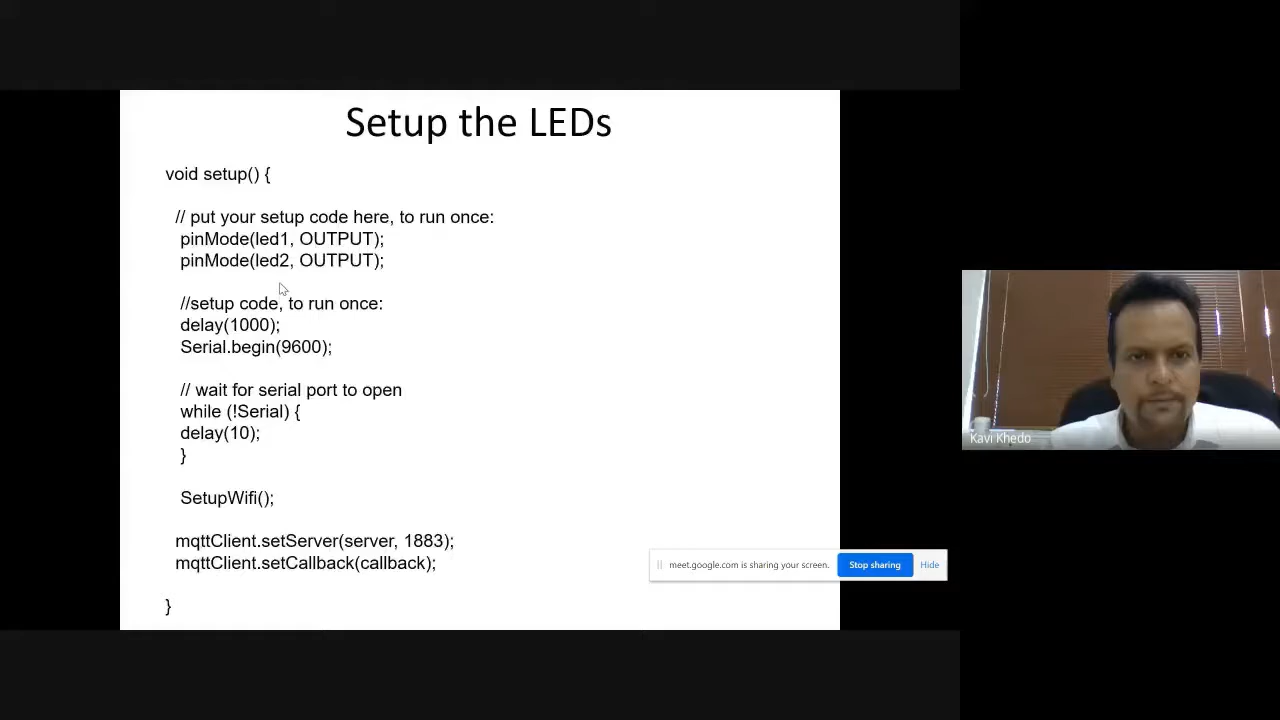 Setup the LEDs
void setup() {
// put your setup code here, to run once:
pinMode(led1, OUTPUT);
pinMode(led2, OUTPUT);
//setup code, to run once:
delay(1000);
Serial.begin(9600);
// wait for serial port to open
while (!Serial) {
delay(10);
}
SetupWifi();
mqttClient.setServer(server, 1883);
mqttClient.setCallback(callback);
}
meet.google.com is sharing your screen.
Stop sharing
Hide
Kavi Khedo